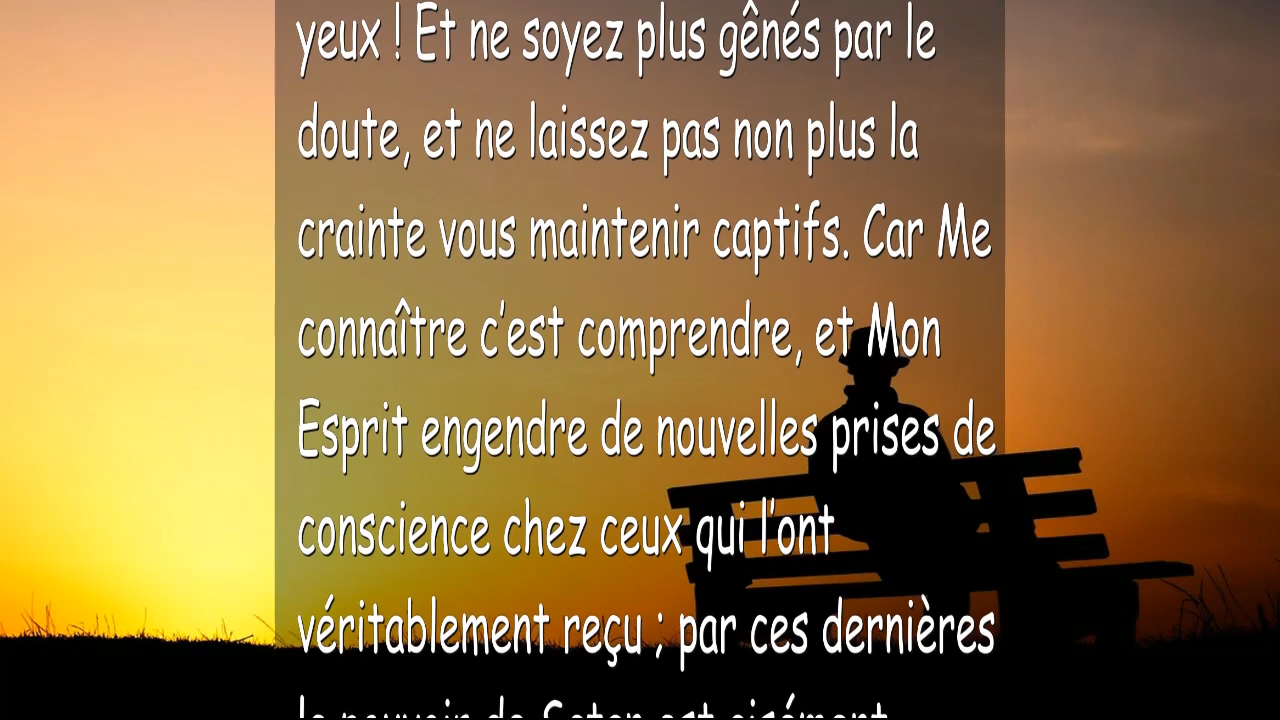 yeux ! Et ne soyez plus gênés par le
doute, et ne laissez pas non plus la
crainte vous maintenir captifs. Car Me
connaître c’est comprendre, et Mon
Esprit engendre de nouvelles prises de
conscience chez ceux qui l’ont
véritablement reçu ; par ces dernières